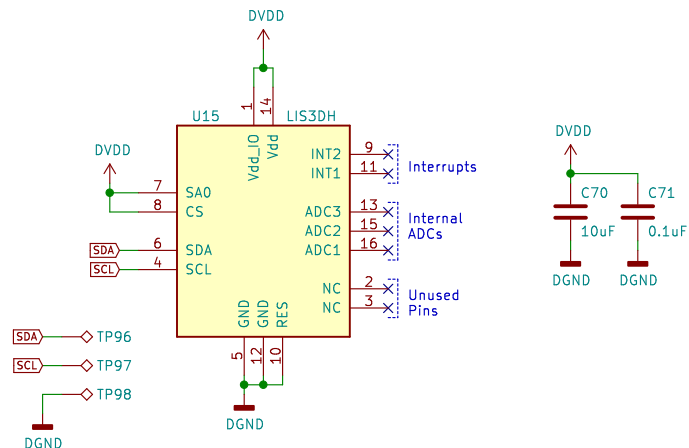 DVDD
U15
LIS3DH
1
14
Vdd_IO
Vdd
DVDD
7
SA0
8
CS
6
SDA
SDA
4
SCL
SCL
INT2
9
INT1
11
Interrupts
ADC3
13
ADC2
15
ADC1
16
Internal
ADCs
NC
2
NC
3
Unused
Pins
GND
GND
RES
5
12
10
DGND
SDA
TP96
SCL
TP97
TP98
DGND
DVDD
C70
10uF
C71
0.1uF
DGND
DGND